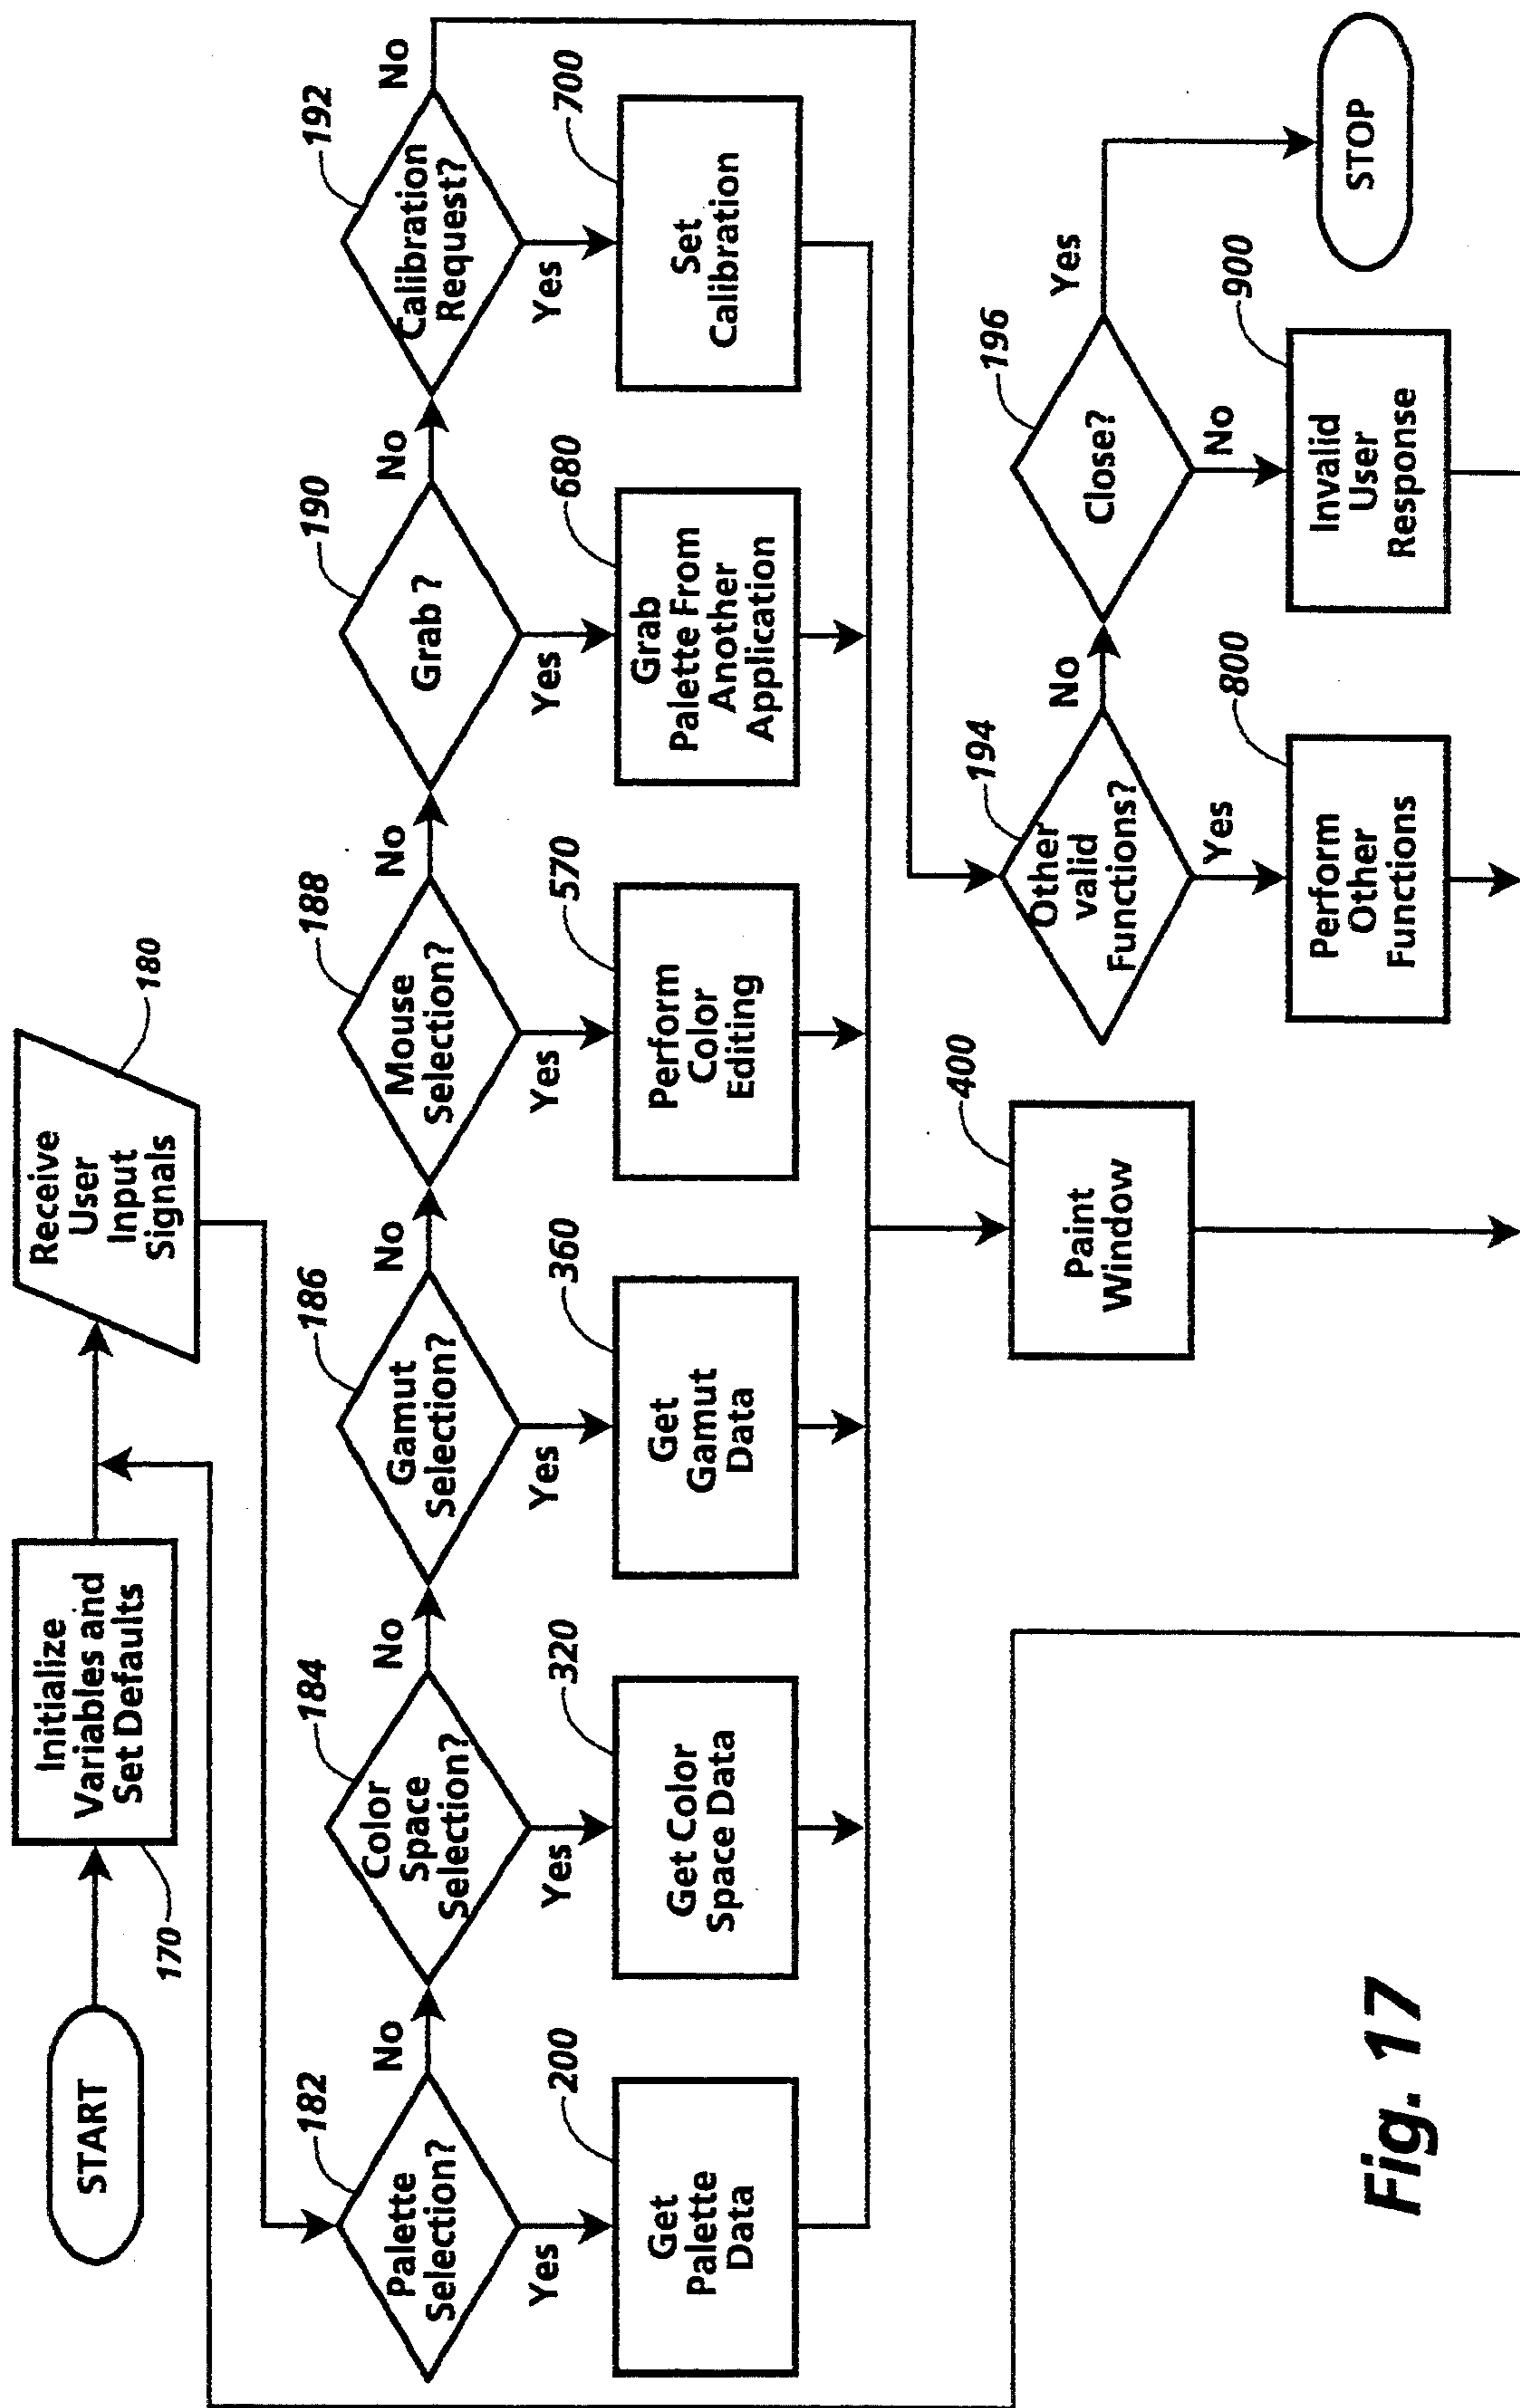 START
Initialize
Variables and
Set Defaults
170
Receive
User
Input
Signals
180
Palette
Selection?
182
No
Yes
Color
Space
Selection?
184
No
Yes
Gamut
Selection?
186
No
Yes
Mouse
Selection?
188
No
Yes
Grab ?
190
No
Yes
Calibration
Request?
192
No
Yes
Get
Palette
Data
200
Get Color
Space Data
320
Get
Gamut
Data
360
Perform
Color
Editing
570
Grab
Palette From
Another
Application
680
Set
Calibration
700
Paint
Window
400
Other
valid
Functions?
194
No
Yes
Close?
196
Yes
No
Perform
Other
Functions
800
Invalid
User
Response
900
STOP
Fig. 17